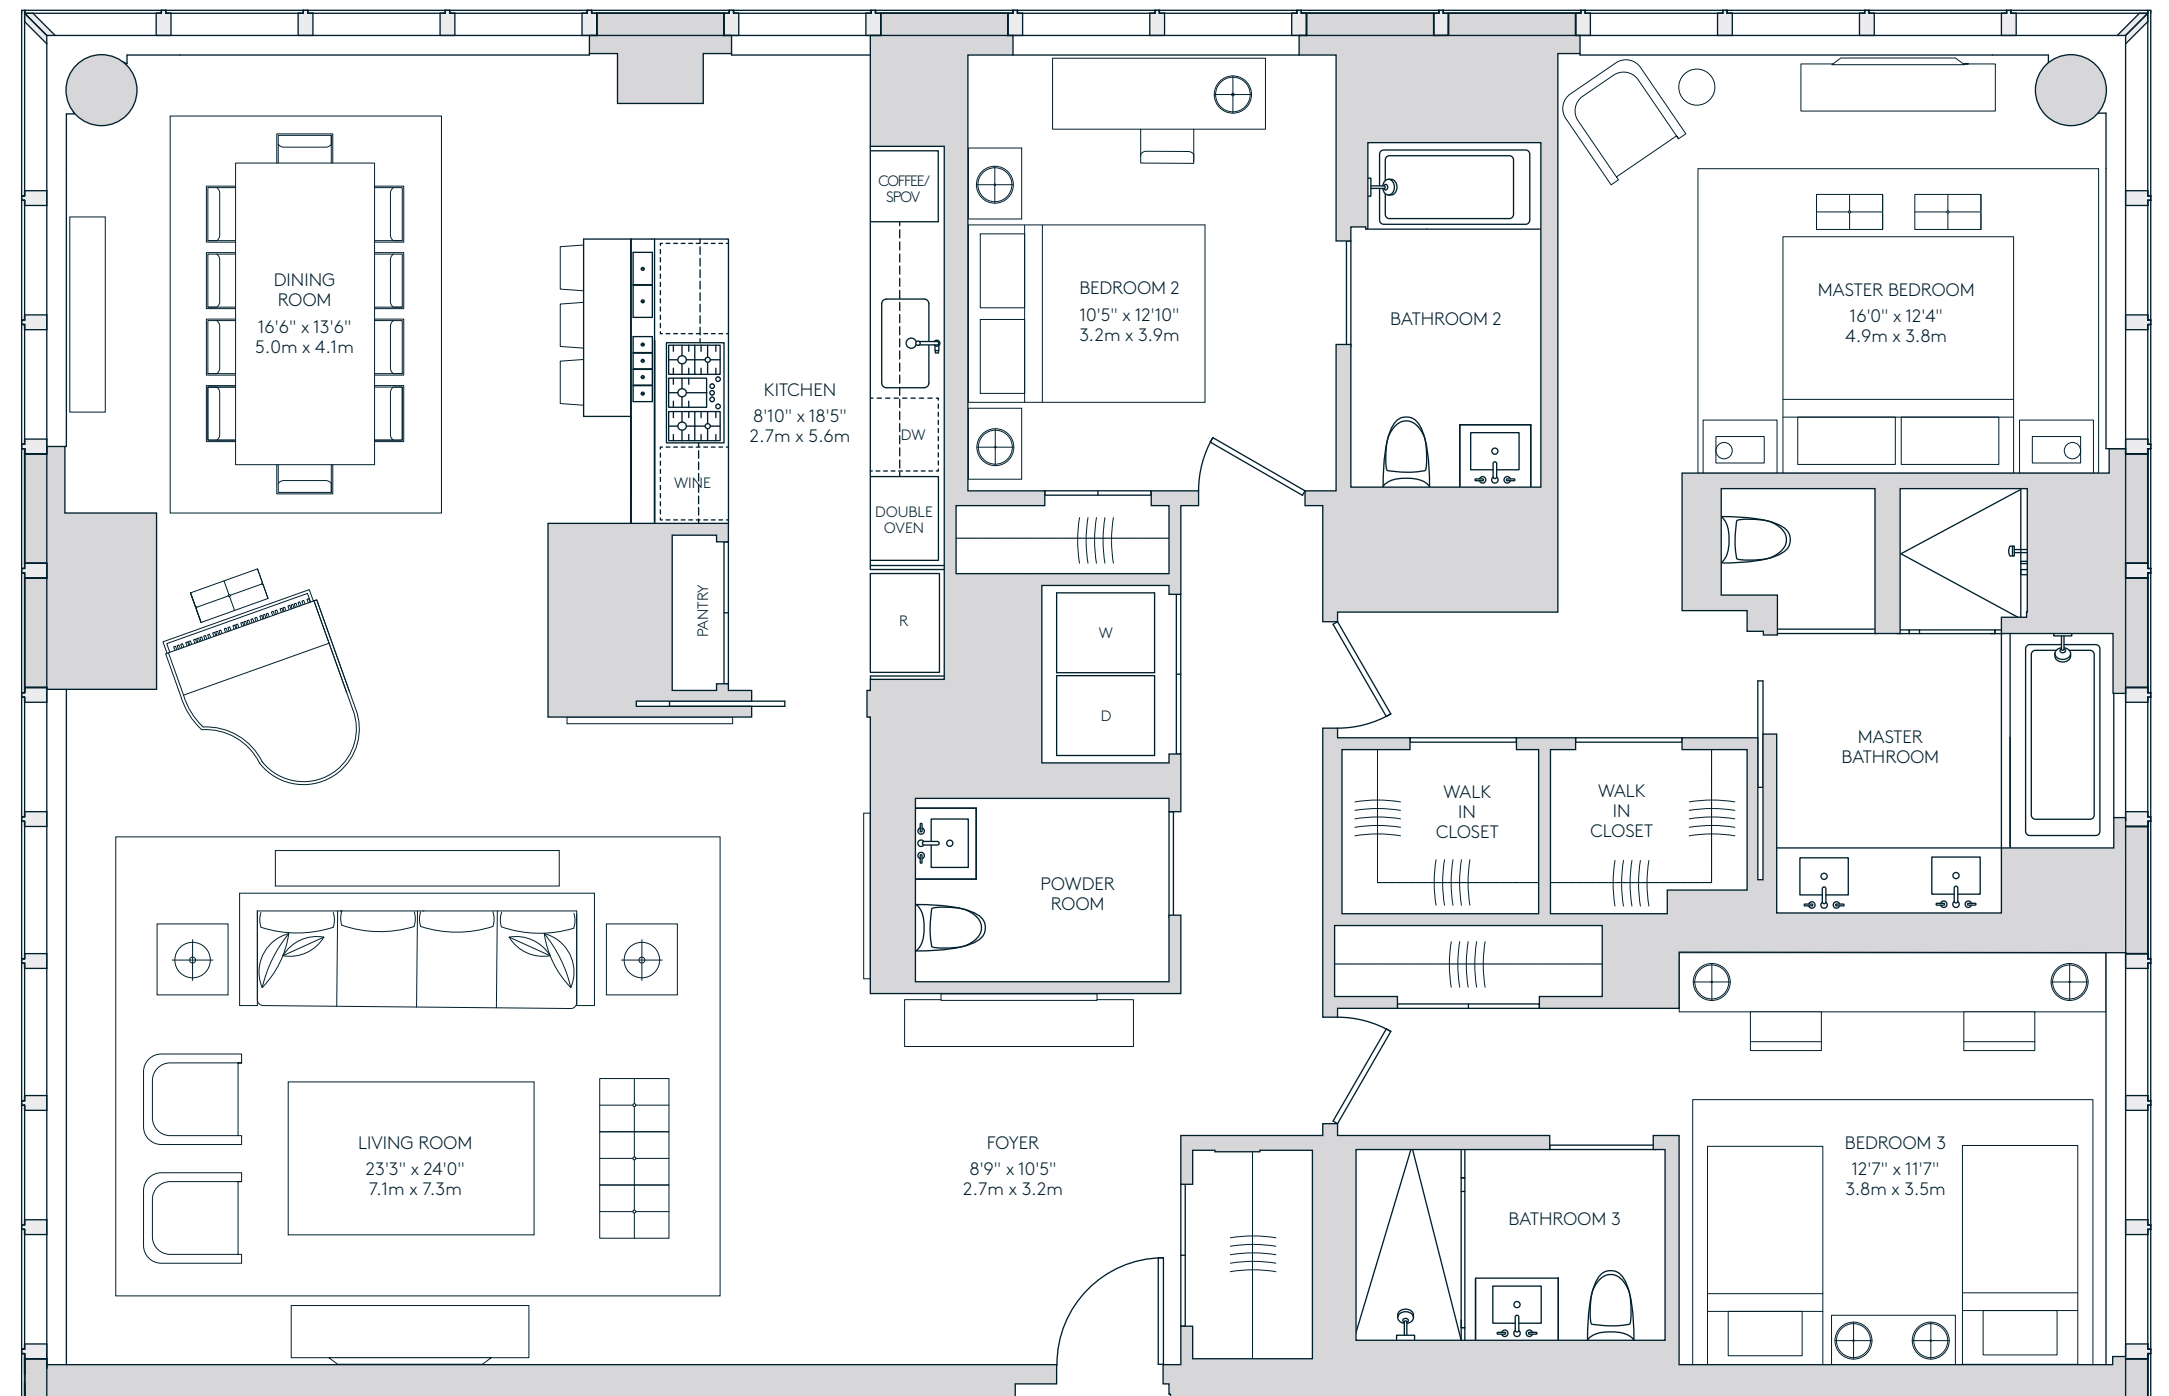 COFFEE/
SPOV
DINING
ROOM
16'6" x 13'6"
5.0m x 4.1m
KITCHEN
8'10" x 18'5"
2.7m x 5.6m
DW
WINE
DOUBLE
OVEN
PANTRY
R
BEDROOM 2
10'5" x 12'10"
3.2m x 3.9m
BATHROOM 2
MASTER BEDROOM
16'0" x 12'4"
4.9m x 3.8m
W
D
MASTER
BATHROOM
WALK
IN
CLOSET
WALK
IN
CLOSET
POWDER
ROOM
LIVING ROOM
23'3" x 24'0"
7.1m x 7.3m
FOYER
8'9" x 10'5"
2.7m x 3.2m
BATHROOM 3
BEDROOM 3
12'7" x 11'7"
3.8m x 3.5m